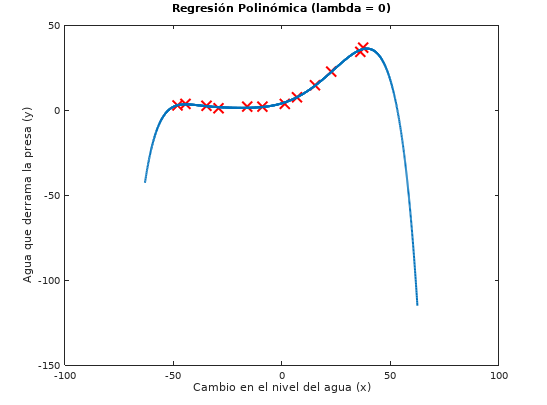 Regresión Polinómica (lambda = 0)
50
0
-50
-100
-150
Agua que derrama la presa (y)
-100 -50 0 50 100
Cambio en el nivel del agua (x)